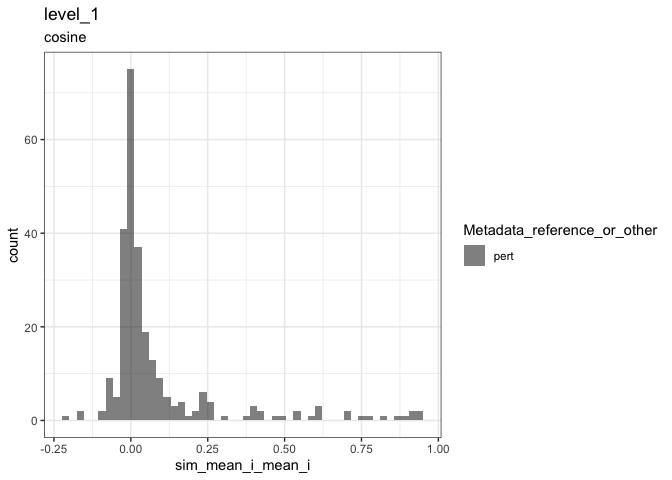 level_1
cosine
60
40
20
0
count
-0.25
0.00
0.25
0.50
0.75
1.00
sim_mean_i_mean_i
Metadata_reference_or_other
pert